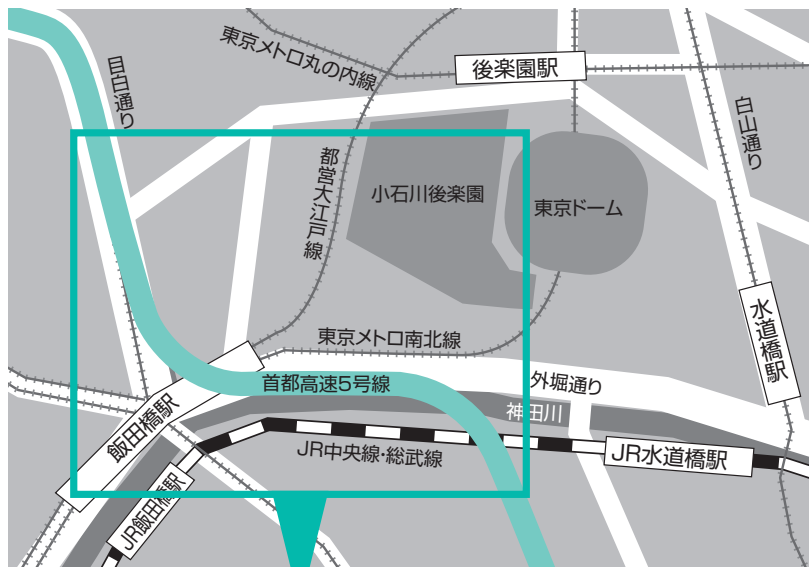 東京メトロ丸の内線
後楽園駅
目白通り
白山通り
都営大江戸線
小石川後楽園
東京ドーム
水道橋駅
東京メトロ南北線
首都高速5号線
外堀通り
神田川
飯田橋駅
JR中央線・総武線
JR水道橋駅
JR飯田橋駅